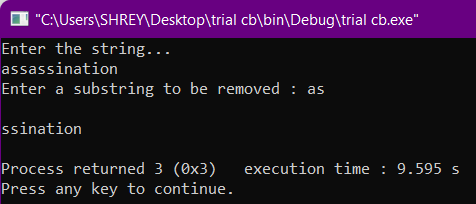 "C:\Users\SHREY\Desktop\trial cb\bin\Debug\trial cb.exe"
Enter the string...
assassination
Enter a substring to be removed : as
ssination
Process returned 3 (0x3)   execution time : 9.595 s
Press any key to continue.